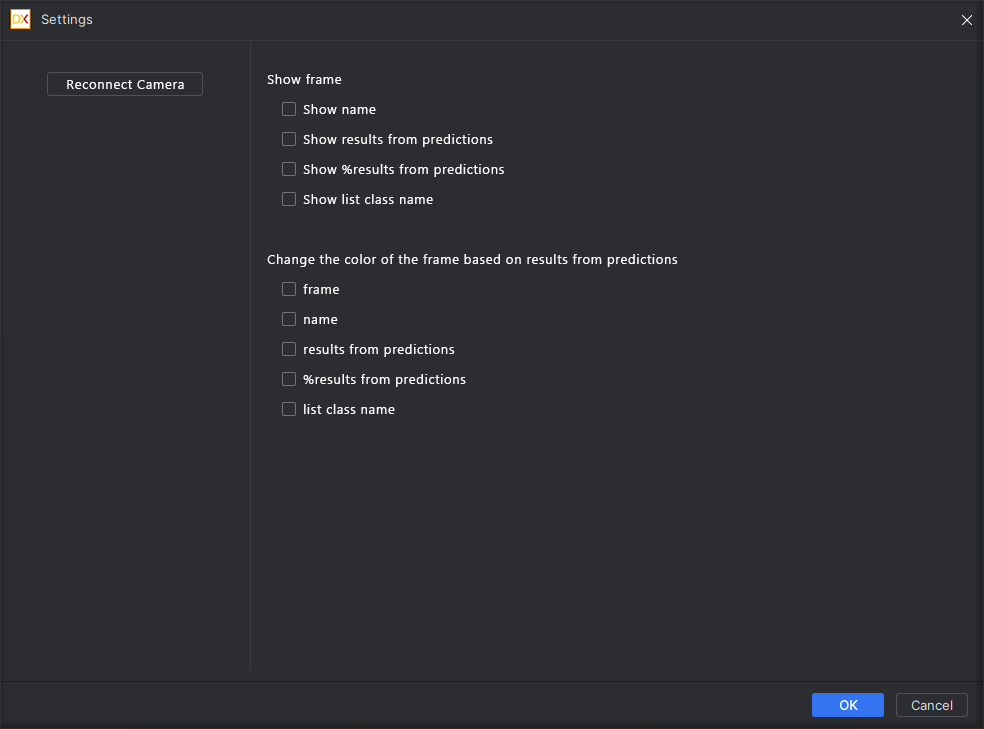 DX Settings
Reconnect Camera
Show frame
Show name
Show results from predictions
Show %results from predictions
Show list class name
Change the color of the frame based on results from predictions
frame
name
results from predictions
%results from predictions
list class name
OK Cancel